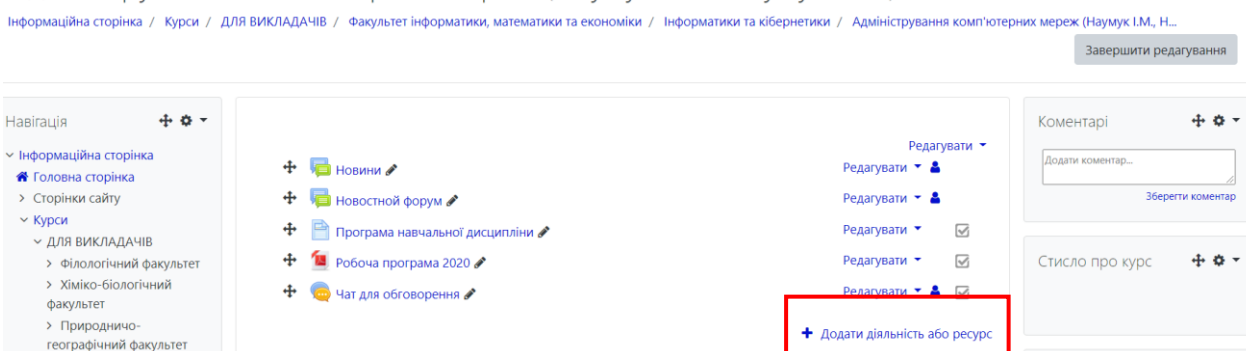 Інформаційна сторінка / Курси / ДЛЯ ВИКЛАДАЧІВ / Факультет інформатики, математики та економіки / Інформатики та кібернетики / Адміністрування комп'ютерних мереж (Наумук І.М., Н...
Завершити редагування
Навігація
Інформаційна сторінка
Головна сторінка
Сторінки сайту
Курси
ДЛЯ ВИКЛАДАЧІВ
Філологічний факультет
Хіміко-біологічний
факультет
Природничо-
географічний факультет
Редагувати
Новини Редагувати
Новостной форум Редагувати
Програма навчальної дисципліни Редагувати
Робоча програма 2020 Редагувати
Чат для обговорення Редагувати
+ Додати діяльність або ресурс
Коментарі
Додати коментар...
Зберегти коментар
Стисло про курс